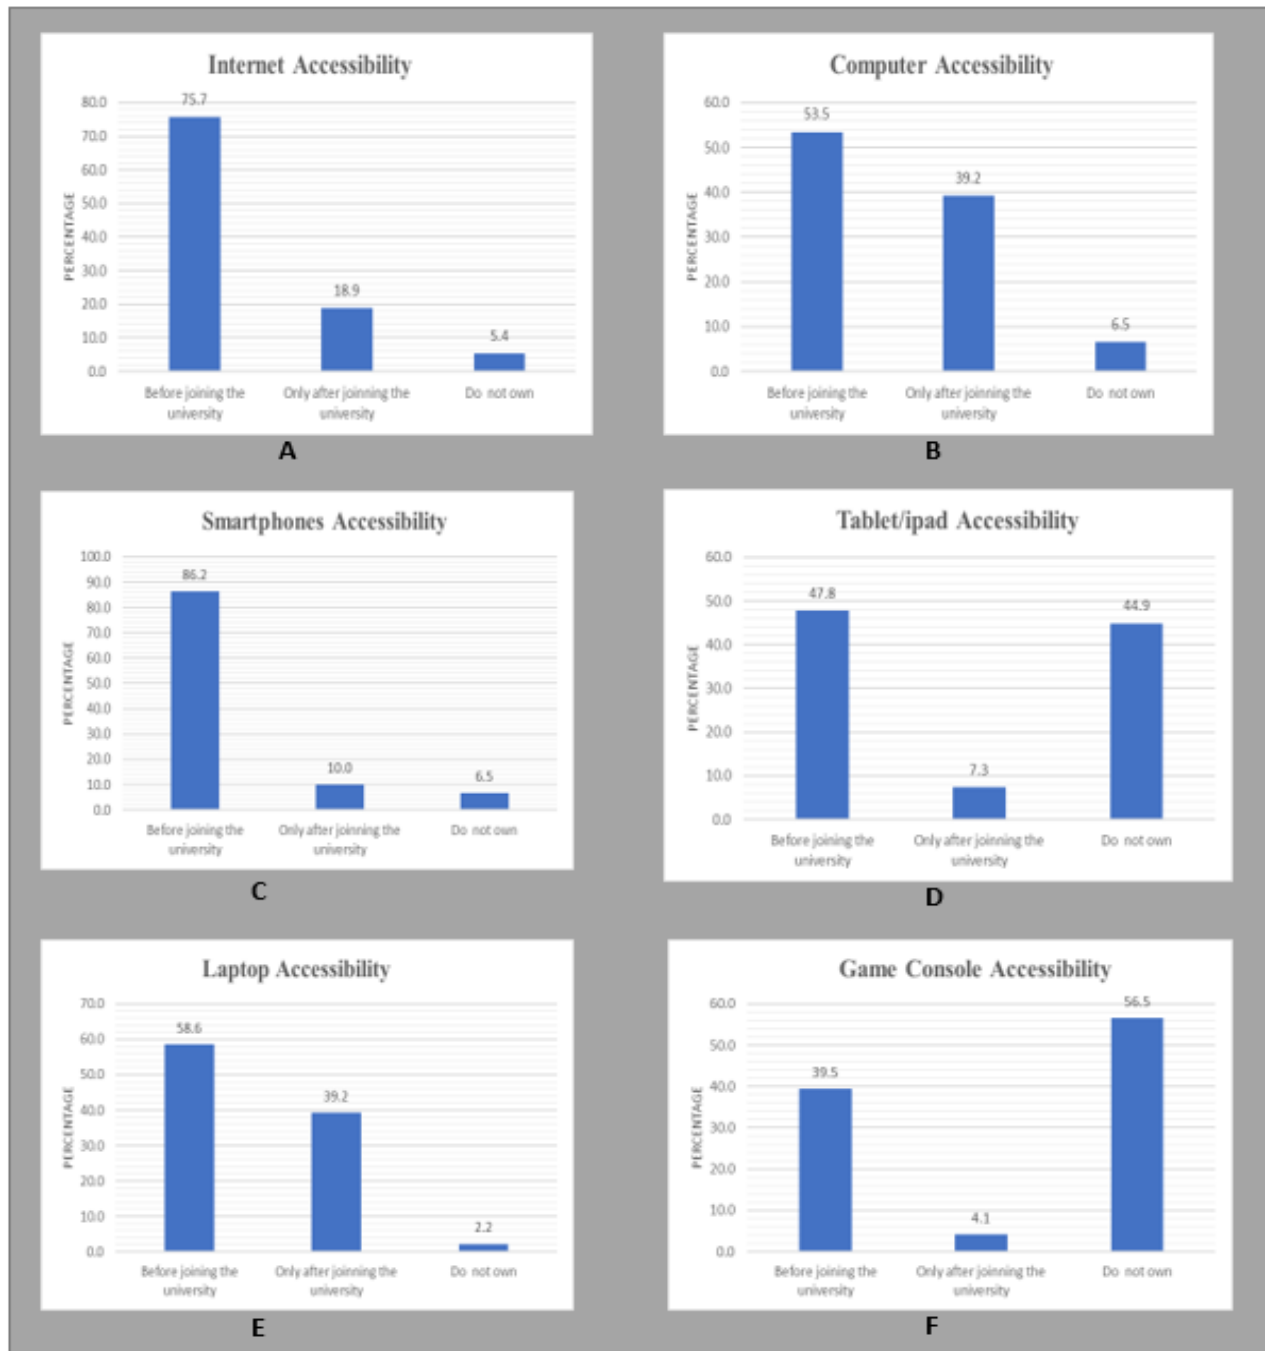 Internet Accessibility
PERCENTAGE
80.0
70.0
60.0
50.0
40.0
30.0
20.0
10.0
0.0
75.7
18.9
5.4
Before joining the
university
Only after joinning the
university
Do not own
A
Computer Accessibility
PERCENTAGE
60.0
50.0
40.0
30.0
20.0
10.0
0.0
53.5
39.2
6.5
Before joining the
university
Only after joinning the
university
Do not own
B
Smartphones Accessibility
PERCENTAGE
100.0
90.0
80.0
70.0
60.0
50.0
40.0
30.0
20.0
10.0
0.0
86.2
10.0
6.5
Before joining the
university
Only after joinning the
university
Do not own
C
Tablet/ipad Accessibility
PERCENTAGE
60.0
50.0
40.0
30.0
20.0
10.0
0.0
47.8
7.3
44.9
Before joining the
university
Only after joinning the
university
Do not own
D
Laptop Accessibility
PERCENTAGE
70.0
60.0
50.0
40.0
30.0
20.0
10.0
0.0
58.6
39.2
2.2
Before joining the
university
Only after joinning the
university
Do not own
E
Game Console Accessibility
PERCENTAGE
60.0
50.0
40.0
30.0
20.0
10.0
0.0
39.5
4.1
56.5
Before joining the
university
Only after joinning the
university
Do not own
F